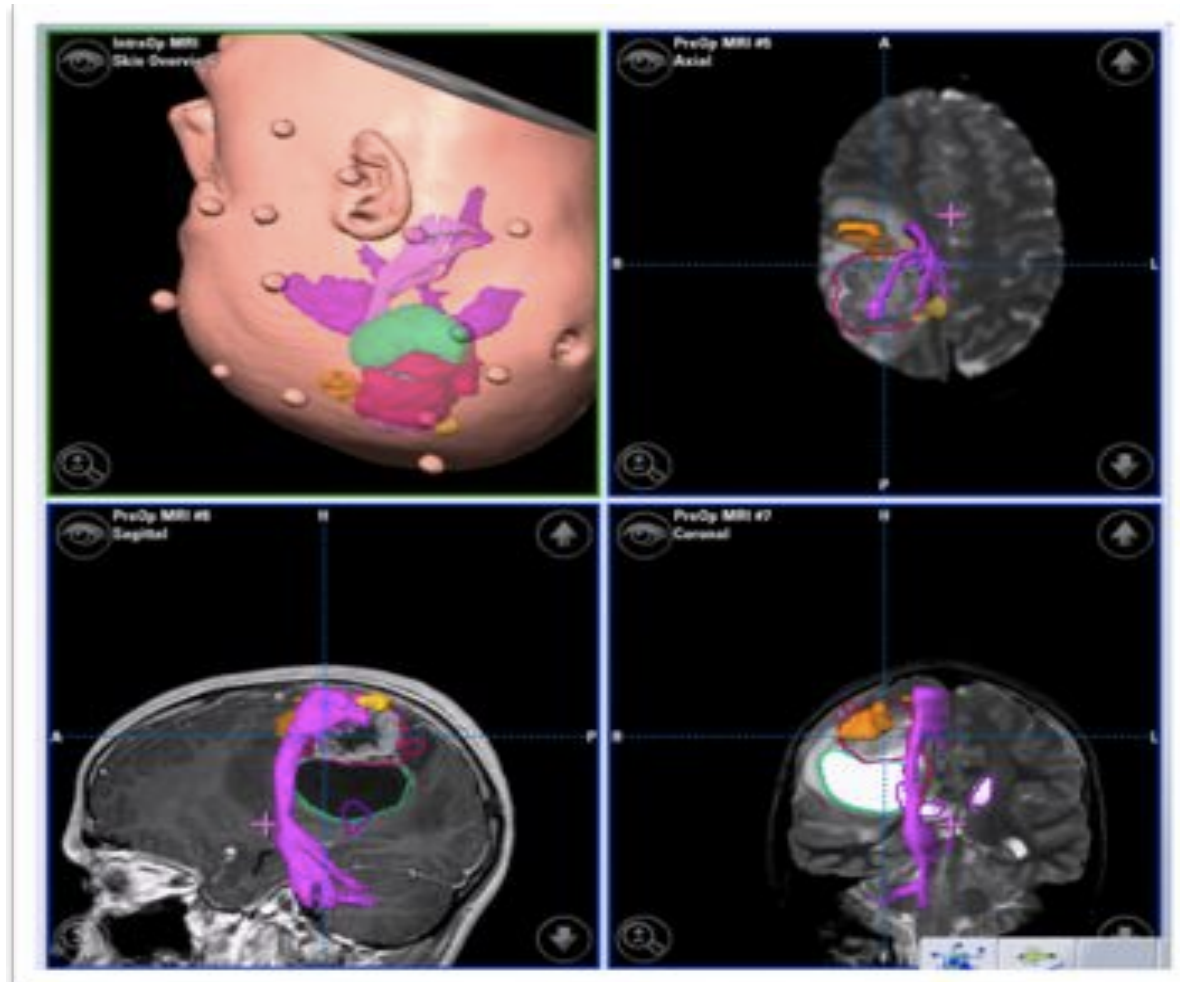 IntraOp MRI
Skin Overview
PreOp MRI #5
Axial
A
R
L
P
PreOp MRI #6
Sagittal
H
A
P
PreOp MRI #7
Coronal
H
R
L